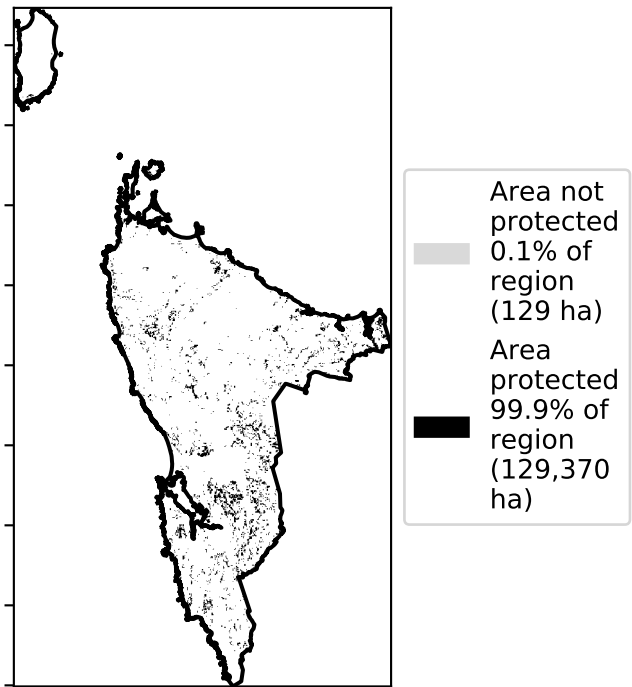 Area not
protected
0.1% of
region
(129 ha)
Area
protected
99.9% of
region
(129,370
ha)